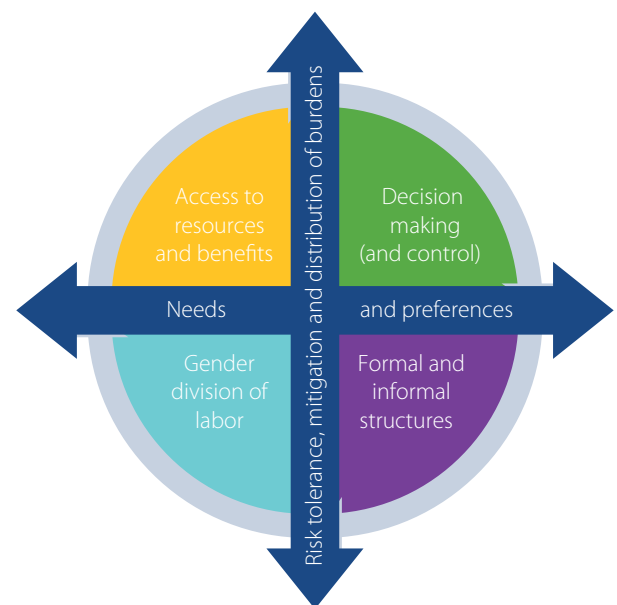 Access to
resources
and benefits
Decision
making
(and control)
Needs
and preferences
Gender
division of
labor
Formal and
informal
structures
Risk tolerance, mitigation and distribution of burdens